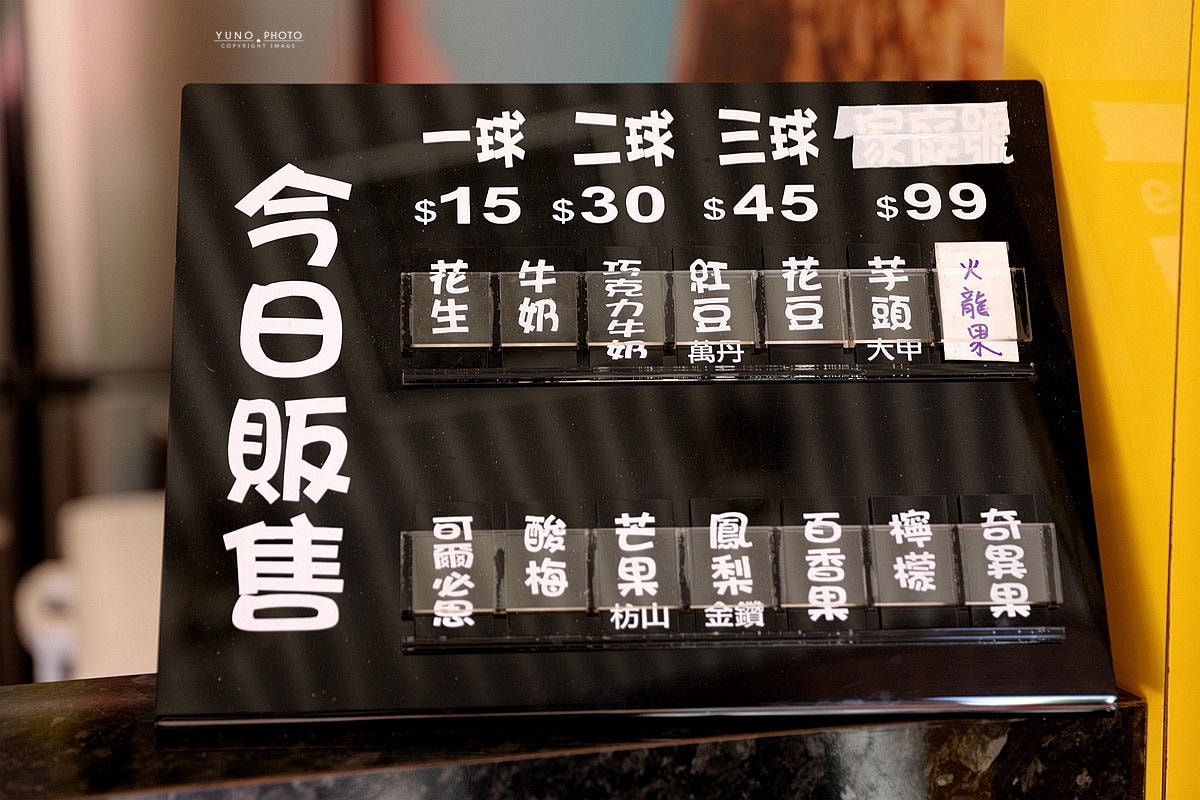 YUNO PHOTO
COPYRIGHT IMAGE
今日販售
一球 二球 三球 家庭號
$15 $30 $45 $99
花生
牛奶
巧克力牛奶
紅豆
萬丹
花豆
芋頭
大甲
火龍果
可爾必思
酸梅
芒果
枋山
鳳梨
金鑽
百香果
檸檬
奇異果